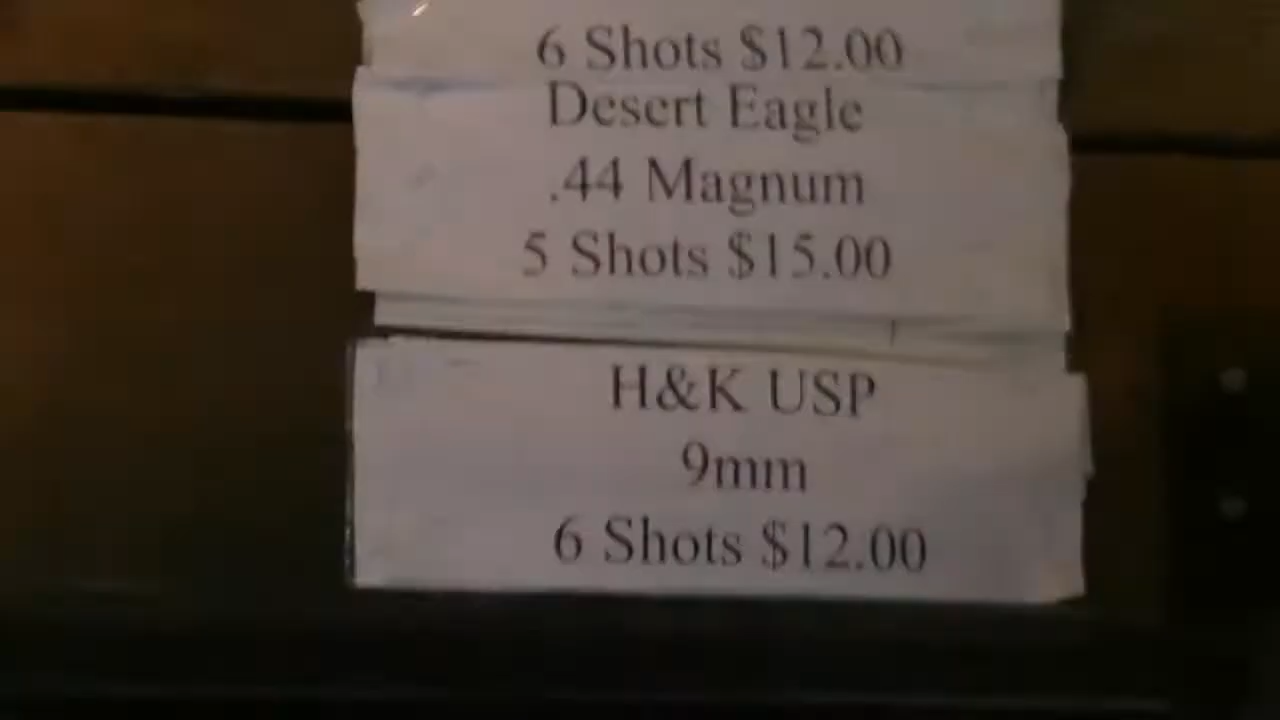 6 Shots $12.00
Desert Eagle
.44 Magnum
5 Shots $15.00
H&K USP
9mm
6 Shots $12.00